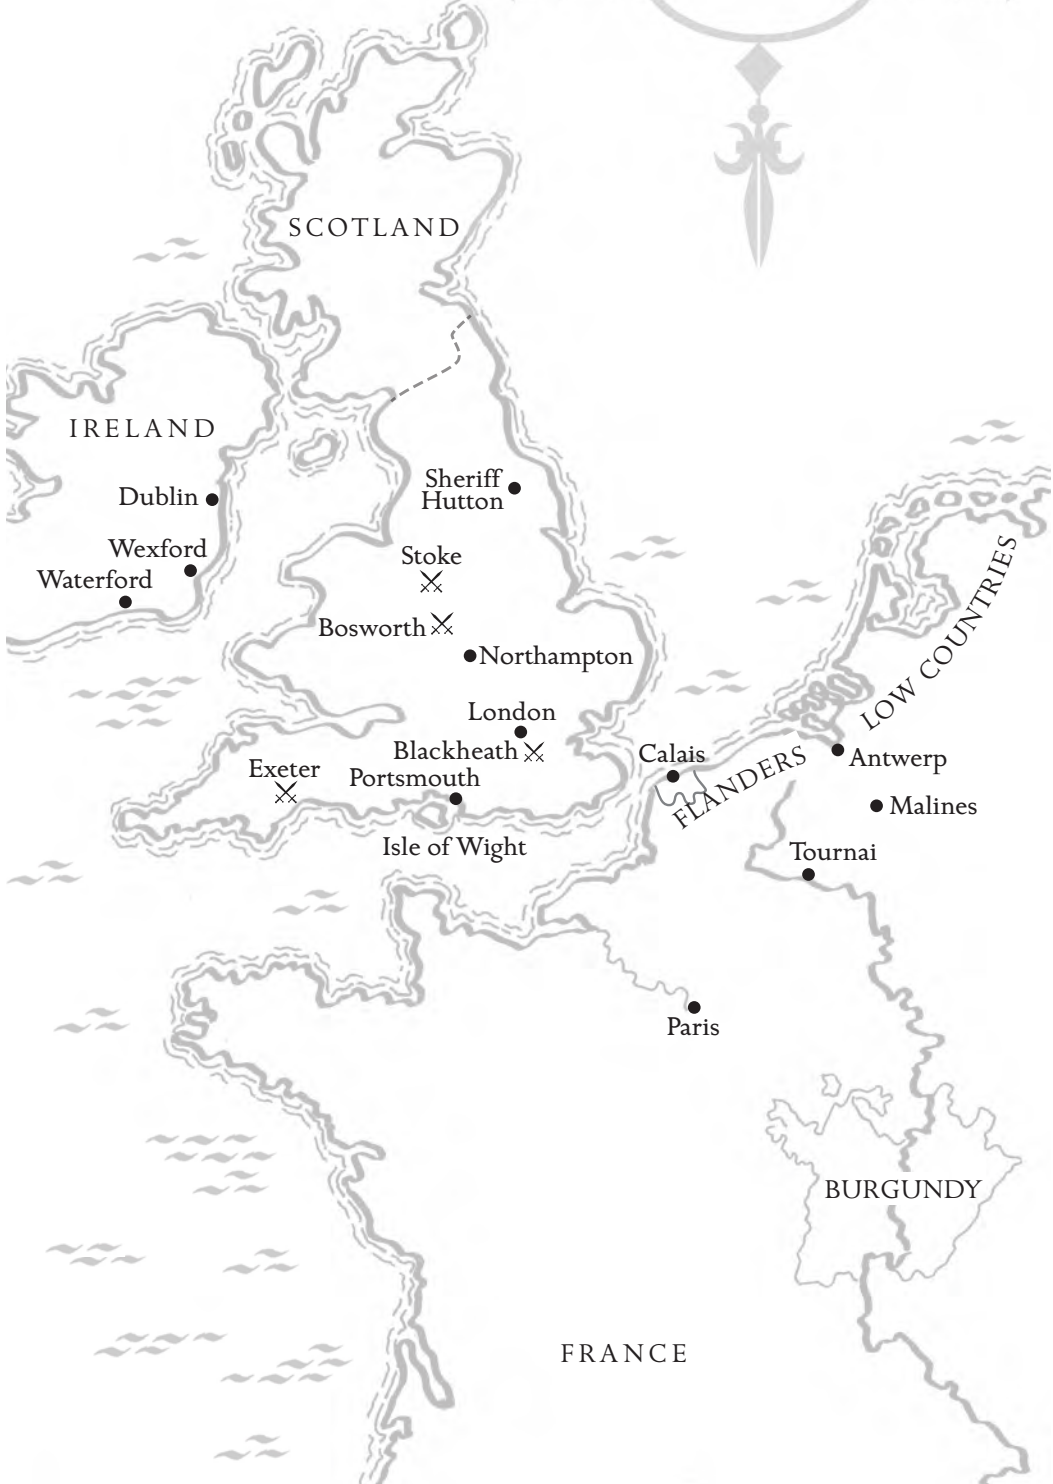 SCOTLAND
IRELAND
Dublin
Wexford
Waterford
Sheriff
Hutton
Stoke
Bosworth
Northampton
London
Blackheath
Exeter
Portsmouth
Isle of Wight
Calais
FLANDERS
LOW COUNTRIES
Antwerp
Malines
Tournai
Paris
BURGUNDY
FRANCE